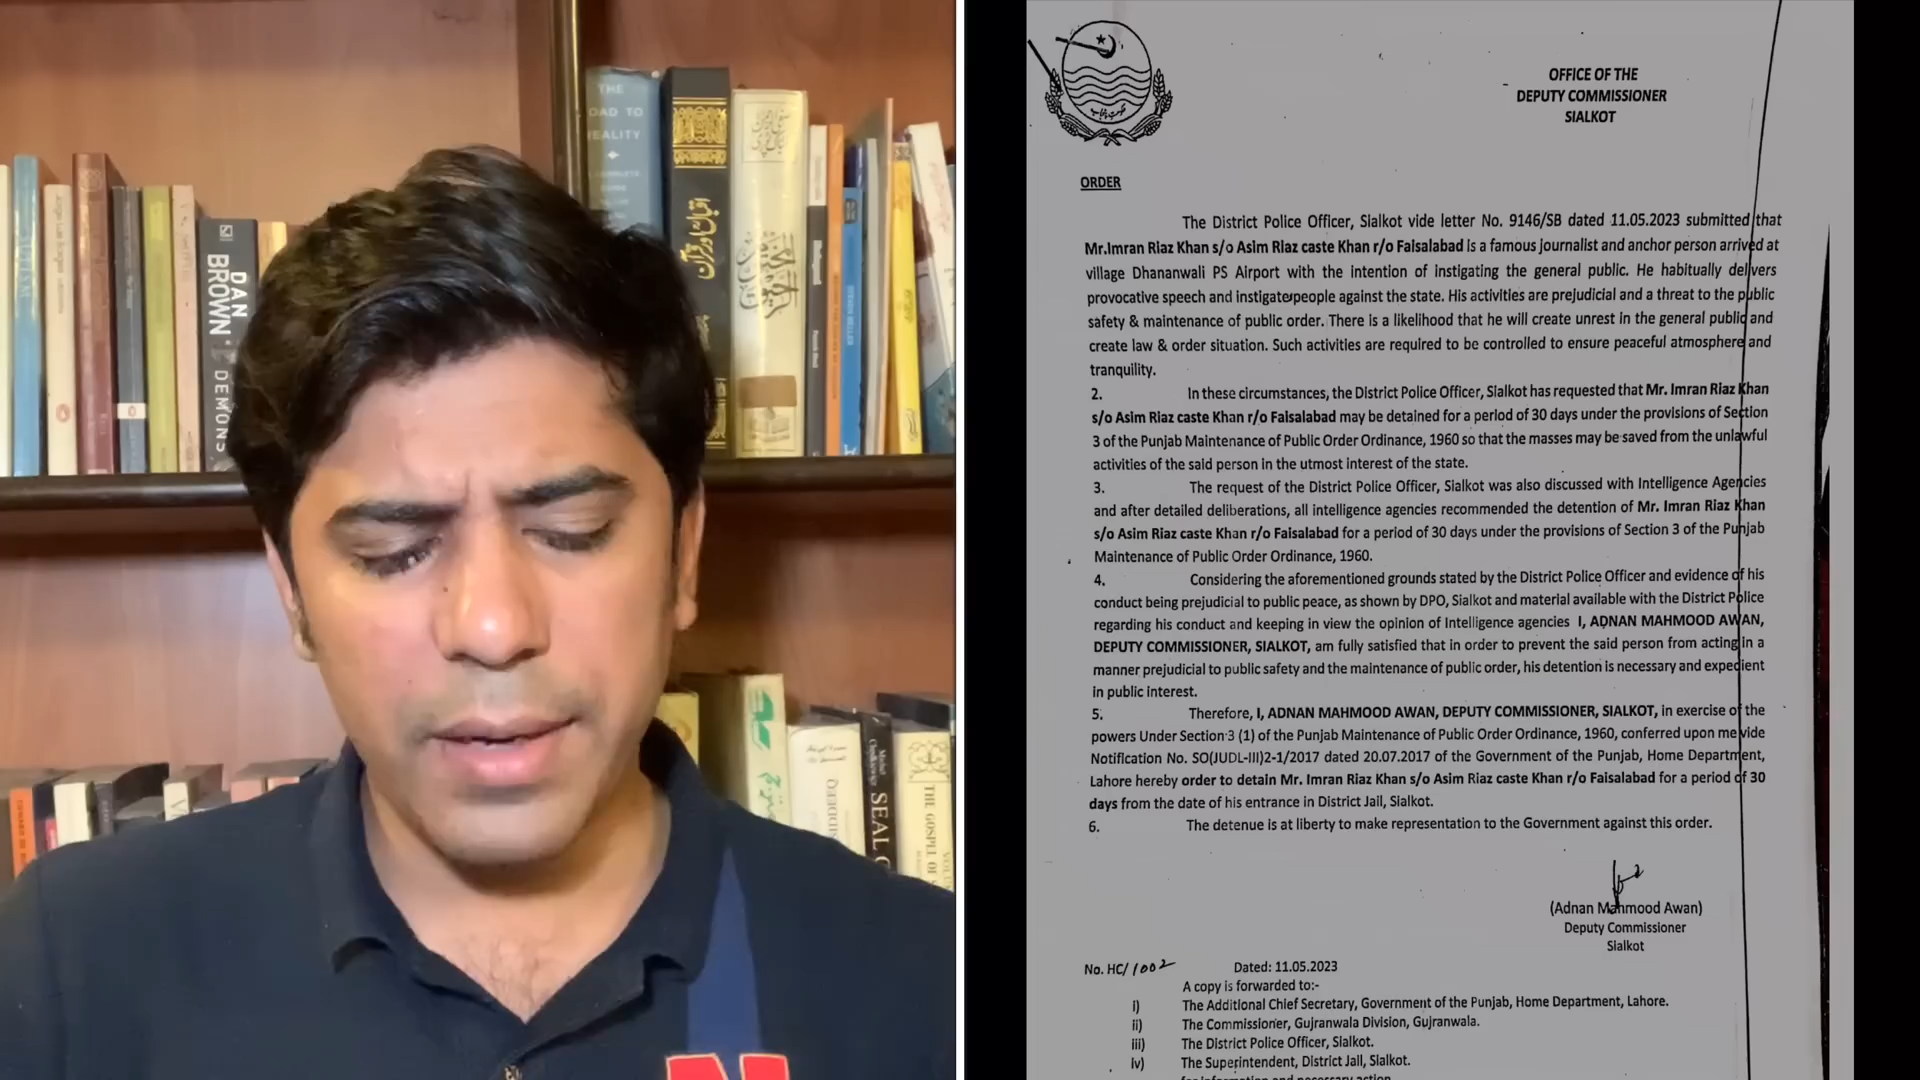 THE
OAD TO
REALITY
COMPLETE
GUIDE
اقبال اور قرآن
DAN
BROWN
DEMONS
SEAL
THE GOSPEL OF
N
OFFICE OF THE
DEPUTY COMMISSIONER
SIALKOT
ORDER
The District Police Officer, Sialkot vide letter No. 9146/SB dated 11.05.2023 submitted that
Mr.Imran Riaz Khan s/o Asim Riaz caste Khan r/o Faisalabad is a famous journalist and anchor person arrived at
village Dhananwali PS Airport with the intention of instigating the general public. He habitually delivers
provocative speech and instigate people against the state. His activities are prejudicial and a threat to the public
safety & maintenance of public order. There is a likelihood that he will create unrest in the general public and
create law & order situation. Such activities are required to be controlled to ensure peaceful atmosphere and
tranquility.
2. In these circumstances, the District Police Officer, Sialkot has requested that Mr. Imran Riaz Khan
s/o Asim Riaz caste Khan r/o Faisalabad may be detained for a period of 30 days under the provisions of Section
3 of the Punjab Maintenance of Public Order Ordinance, 1960 so that the masses may be saved from the unlawful
activities of the said person in the utmost interest of the state.
3. The request of the District Police Officer, Sialkot was also discussed with Intelligence Agencies
and after detailed deliberations, all intelligence agencies recommended the detention of Mr. Imran Riaz Khan
s/o Asim Riaz caste Khan r/o Faisalabad for a period of 30 days under the provisions of Section 3 of the Punjab
Maintenance of Public Order Ordinance, 1960.
4. Considering the aforementioned grounds stated by the District Police Officer and evidence of his
conduct being prejudicial to public peace, as shown by DPO, Sialkot and material available with the District Police
regarding his conduct and keeping in view the opinion of Intelligence agencies I, ADNAN MAHMOOD AWAN,
DEPUTY COMMISSIONER, SIALKOT, am fully satisfied that in order to prevent the said person from acting in a
manner prejudicial to public safety and the maintenance of public order, his detention is necessary and expedient
in public interest.
5. Therefore, I, ADNAN MAHMOOD AWAN, DEPUTY COMMISSIONER, SIALKOT, in exercise of the
powers Under Section 3 (1) of the Punjab Maintenance of Public Order Ordinance, 1960, conferred upon me vide
Notification No. SO(JUDL-III)2-1/2017 dated 20.07.2017 of the Government of the Punjab, Home Department,
Lahore hereby order to detain Mr. Imran Riaz Khan s/o Asim Riaz caste Khan r/o Faisalabad for a period of 30
days from the date of his entrance in District Jail, Sialkot.
6. The detenue is at liberty to make representation to the Government against this order.
(Adnan Mahmood Awan)
Deputy Commissioner
Sialkot
No. HC/1002 Dated: 11.05.2023
A copy is forwarded to:-
i) The Additional Chief Secretary, Government of the Punjab, Home Department, Lahore.
ii) The Commissioner, Gujranwala Division, Gujranwala.
iii) The District Police Officer, Sialkot.
iv) The Superintendent, District Jail, Sialkot.
for information and necessary action